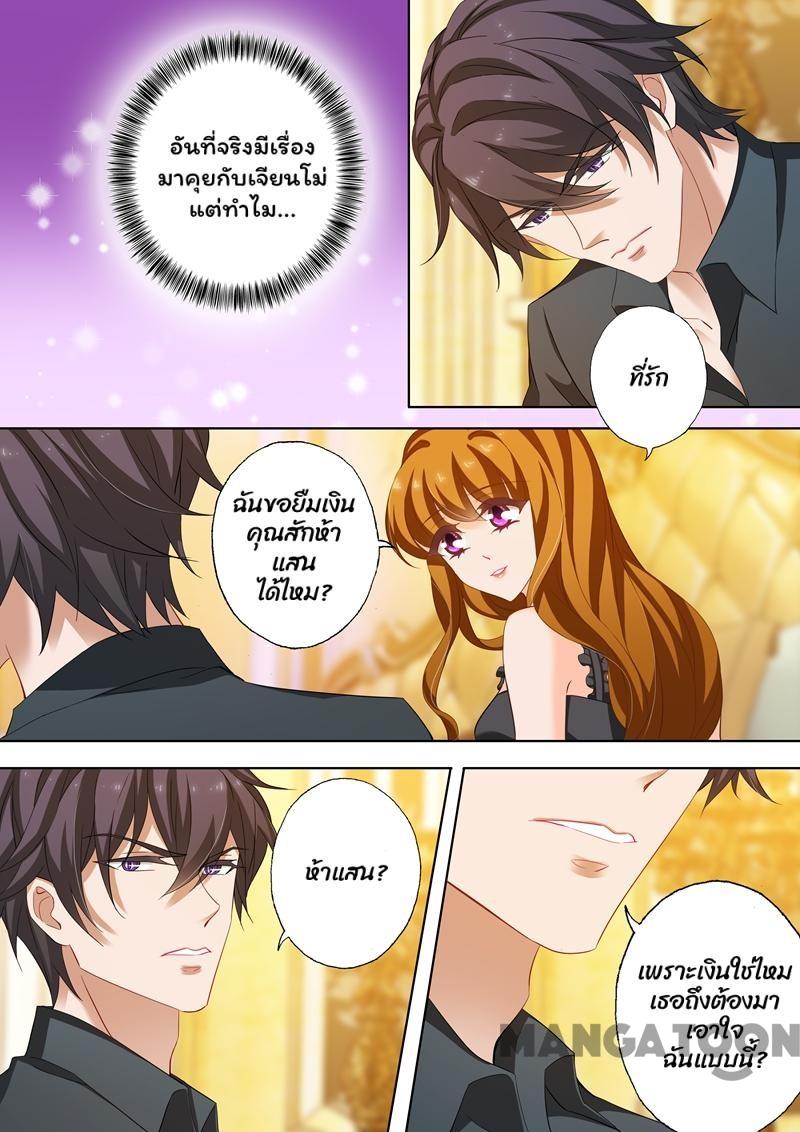 อันที่จริงมีเรื่อง
มาคุยกับเจียนโม่
แต่ทำไม...
ที่รัก
ฉันขอยืมเงิน
คุณสักห้า
แสน
ได้ไหม?
ห้าแสน?
เพราะเงินใช่ไหม
เธอถึงต้องมา
เอาใจ
ฉันแบบนี้?
MANGATOON